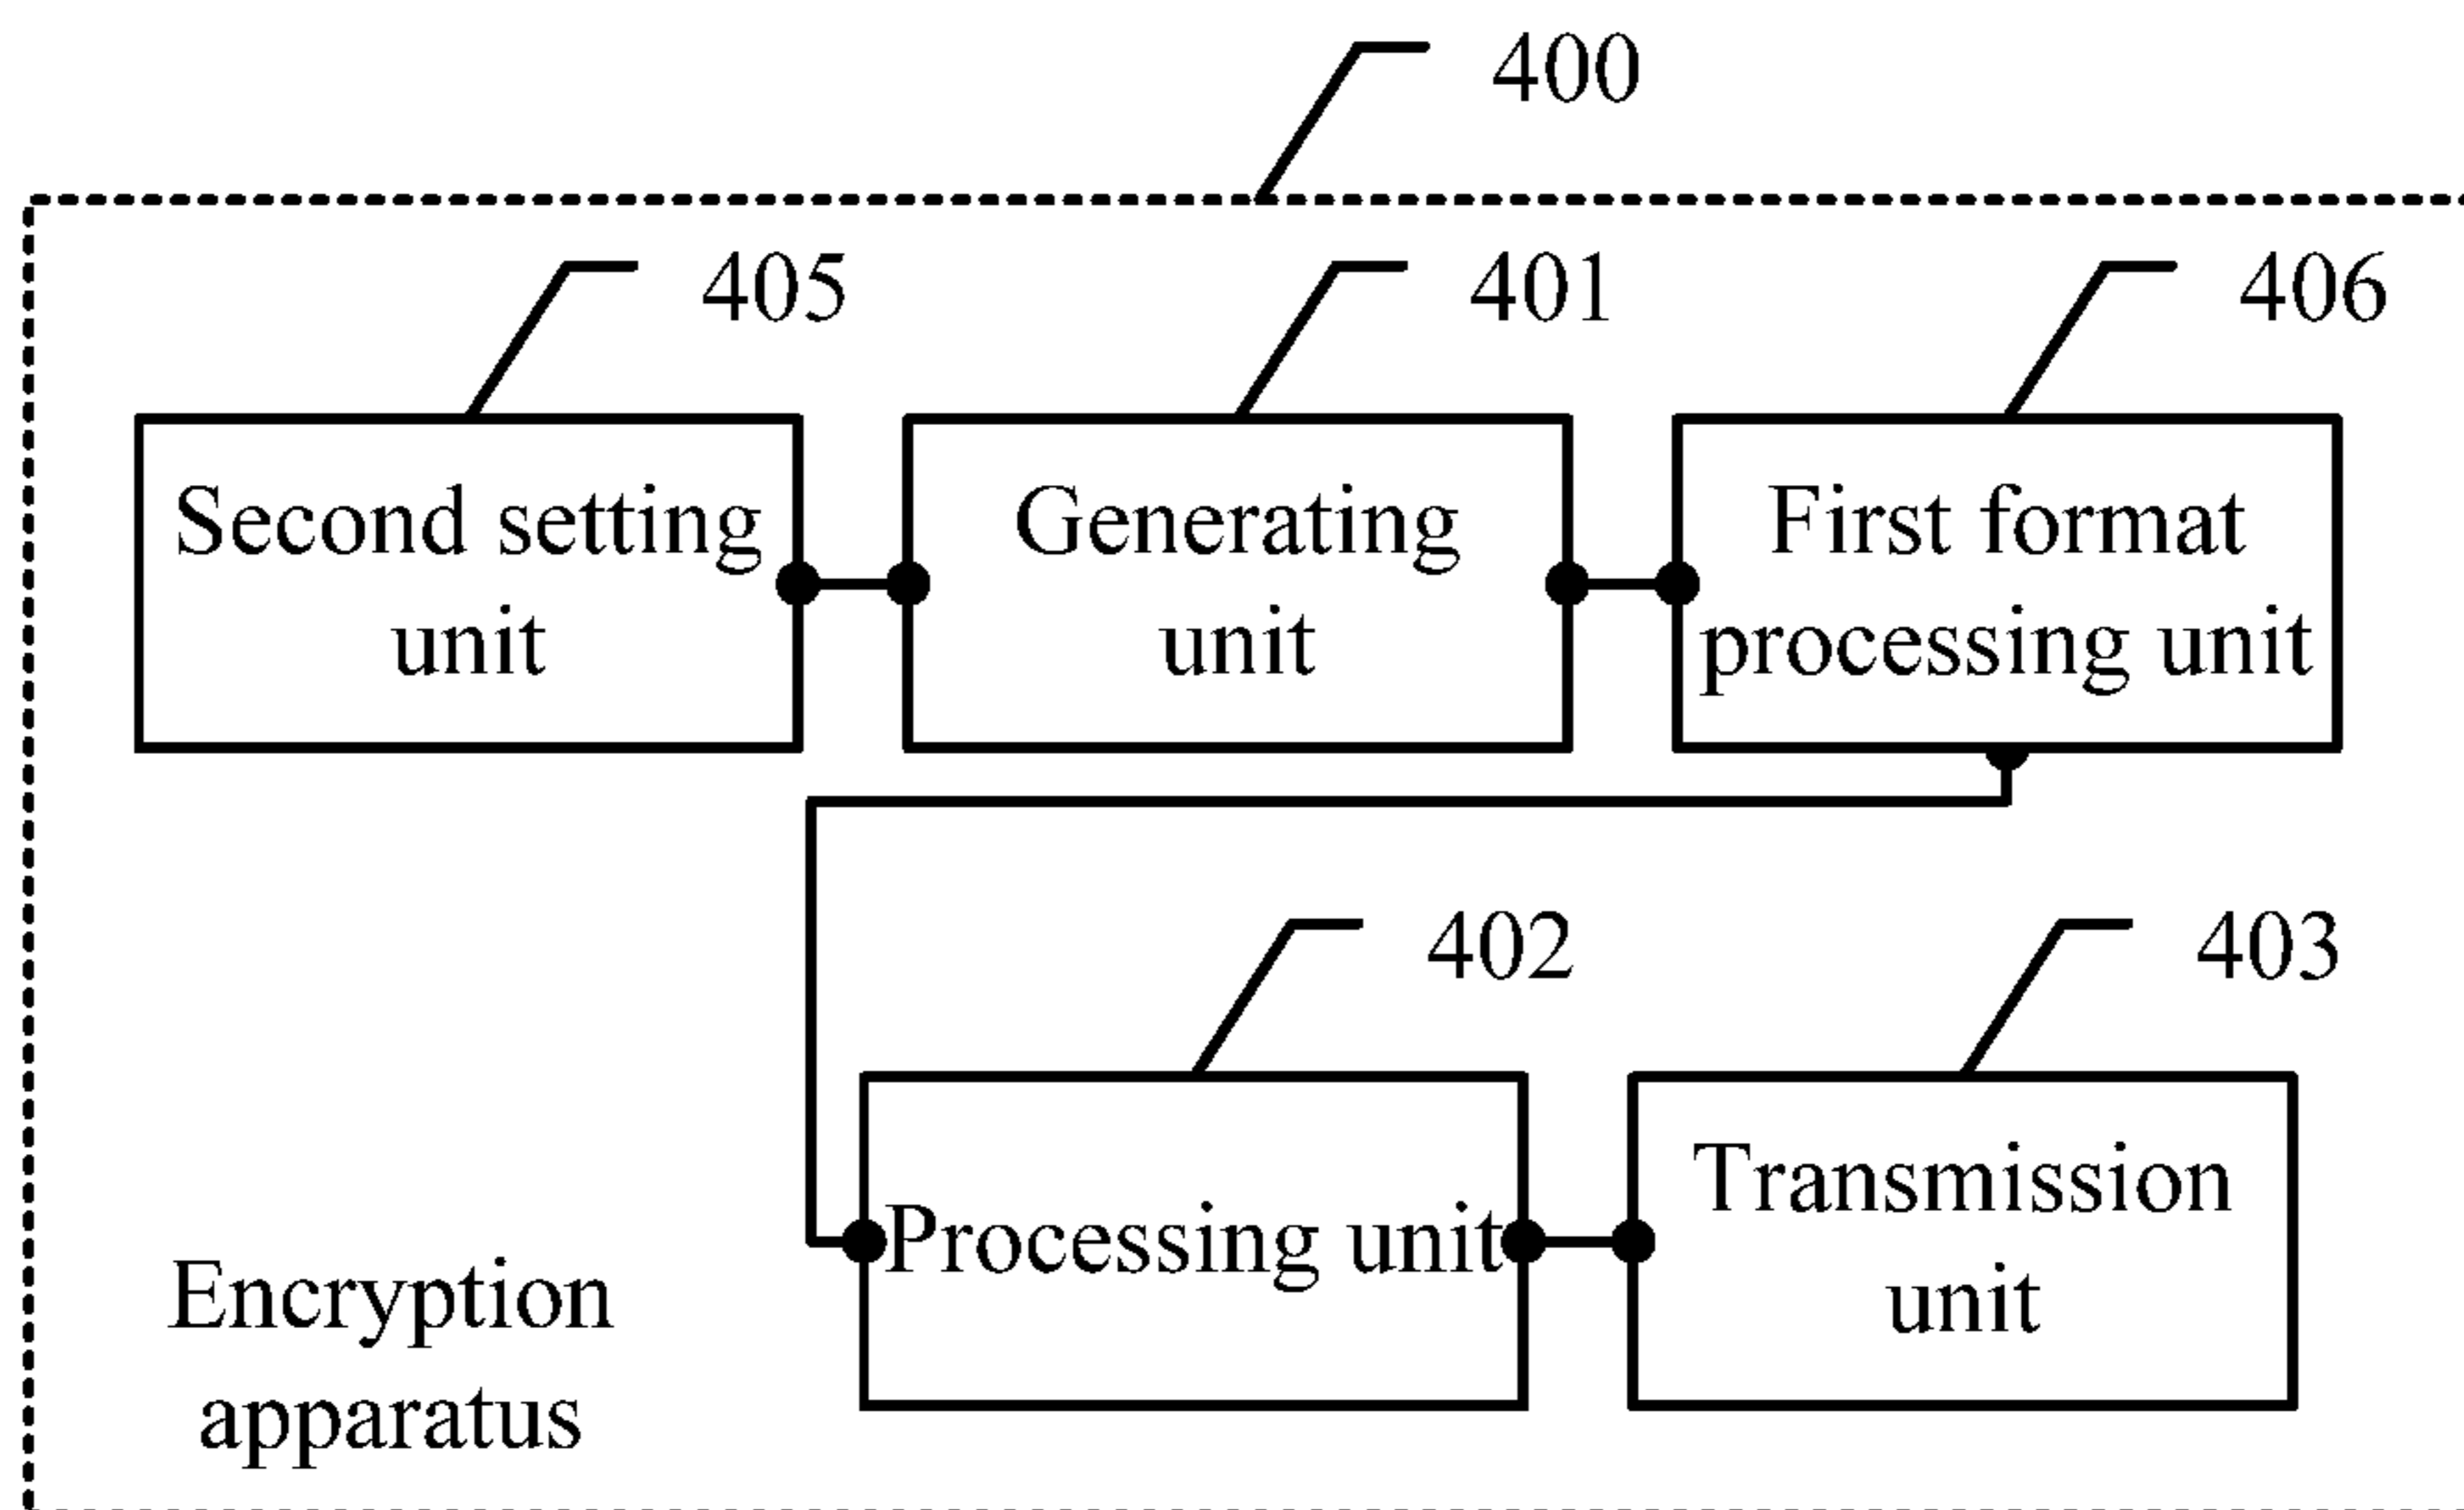 400
405
401
406
Second setting
unit
Generating
unit
First format
processing unit
402
403
Processing unit
Transmission
unit
Encryption
apparatus